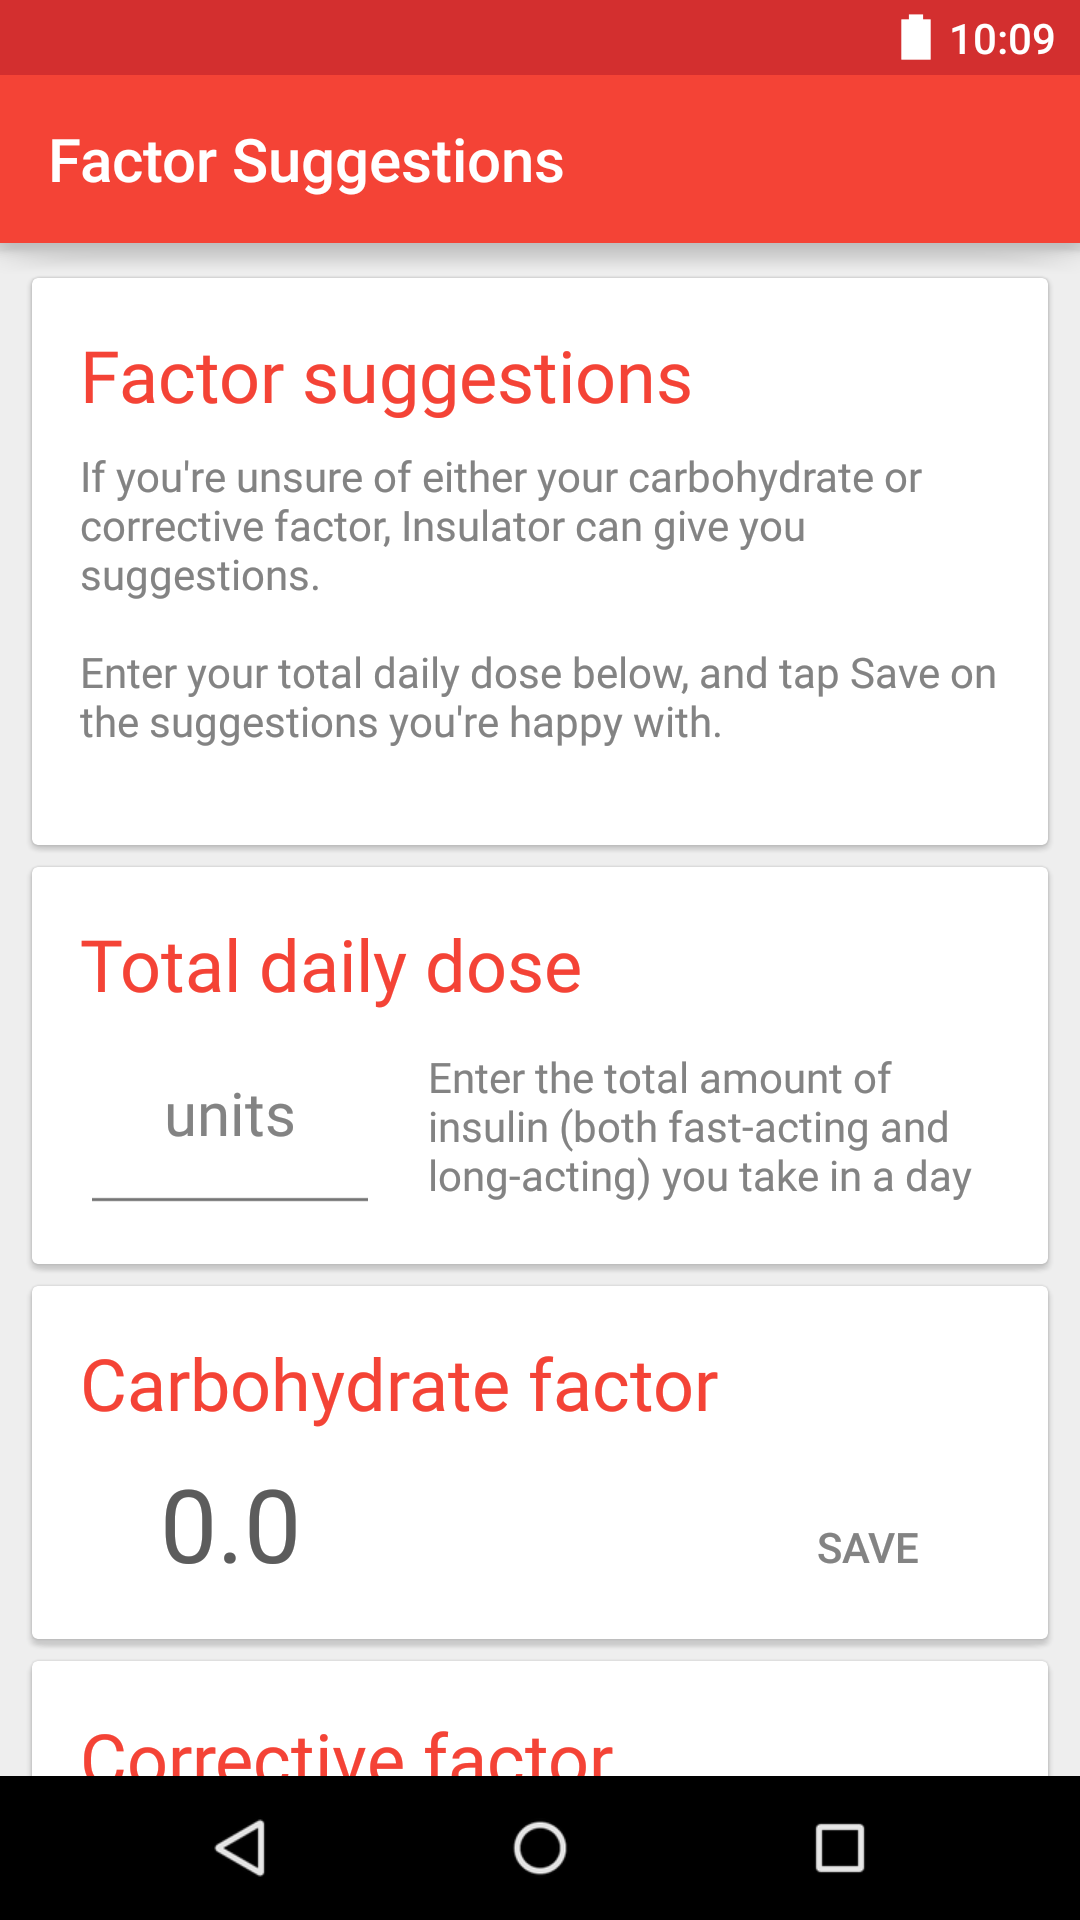 10:09
Factor Suggestions
Factor suggestions
If you're unsure of either your carbohydrate or
corrective factor, Insulator can give you
suggestions.
Enter your total daily dose below, and tap Save on
the suggestions you're happy with.
Total daily dose
units
Enter the total amount of
insulin (both fast-acting and
long-acting) you take in a day
Carbohydrate factor
0.0
SAVE
Corrective factor